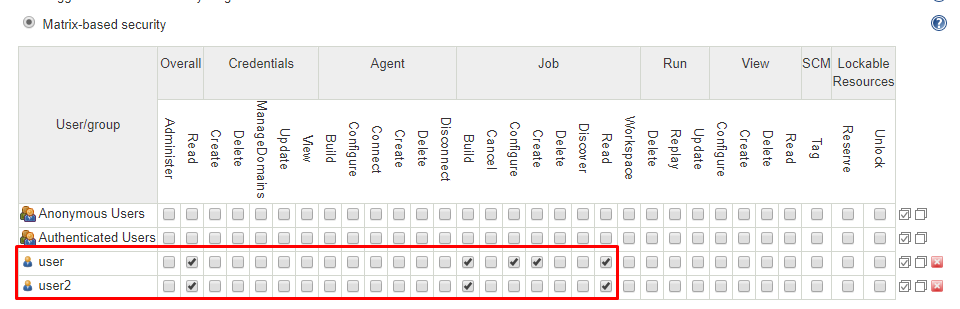 Matrix-based security
User/group
Overall
Credentials
Agent
Job
Run
View
SCM
Lockable
Resources
Administer
Read
Create
Delete
ManageDomains
Update
View
Build
Configure
Connect
Create
Delete
Disconnect
Build
Cancel
Configure
Create
Delete
Discover
Read
Workspace
Delete
Replay
Update
Configure
Create
Delete
Read
Tag
Reserve
Unlock
Anonymous Users
Authenticated Users
user
user2